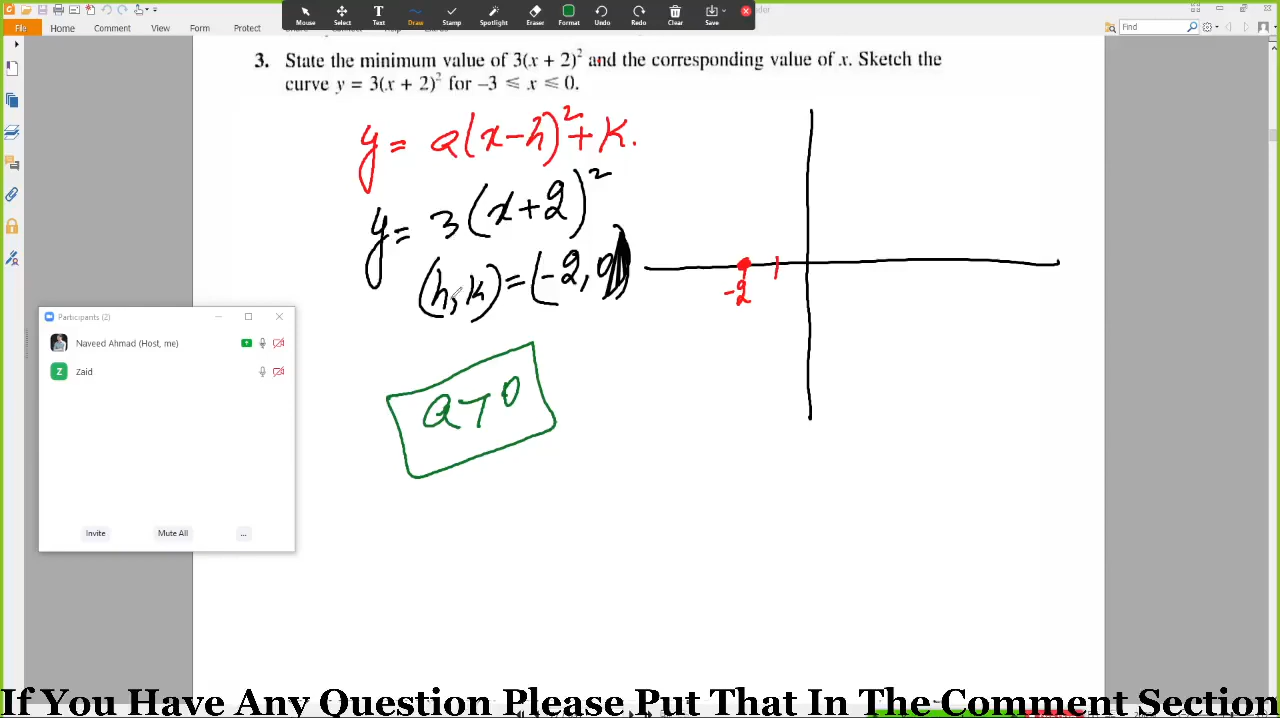 Mouse Select Text Draw Stamp Spotlight Eraser Format Undo Redo Clear Save
File Home Comment View Form Protect
Find
3. State the minimum value of 3(x + 2)² and the corresponding value of x. Sketch the
curve y = 3(x + 2)² for –3 ⩽ x ⩽ 0.
y = a(x-h)²+k.
y = 3(x+2)²
(h,k)=(-2,0)
-2
a>0
Participants (2)
Naveed Ahmad (Host, me)
Z Zaid
Invite Mute All ...
If You Have Any Question Please Put That In The Comment Section